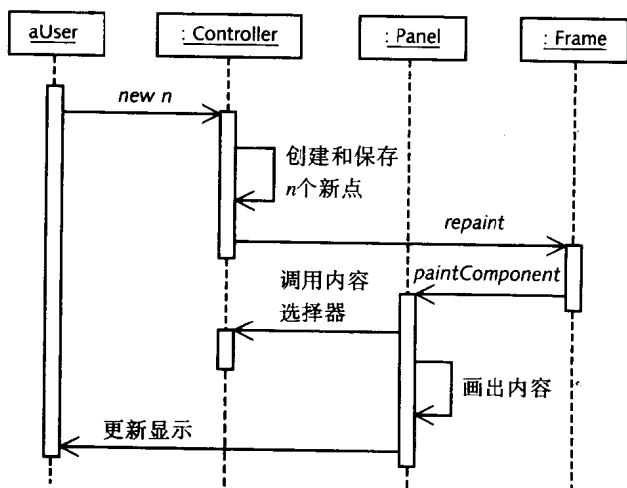 aUser
: Controller
: Panel
: Frame
new n
创建和保存
n个新点
repaint
paintComponent
调用内容
选择器
画出内容
更新显示